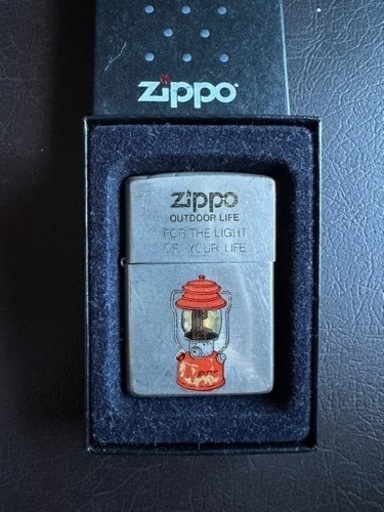 Zippo
Zippo
OUTDOOR LIFE
FOR THE LIGHT
OF YOUR LIFE